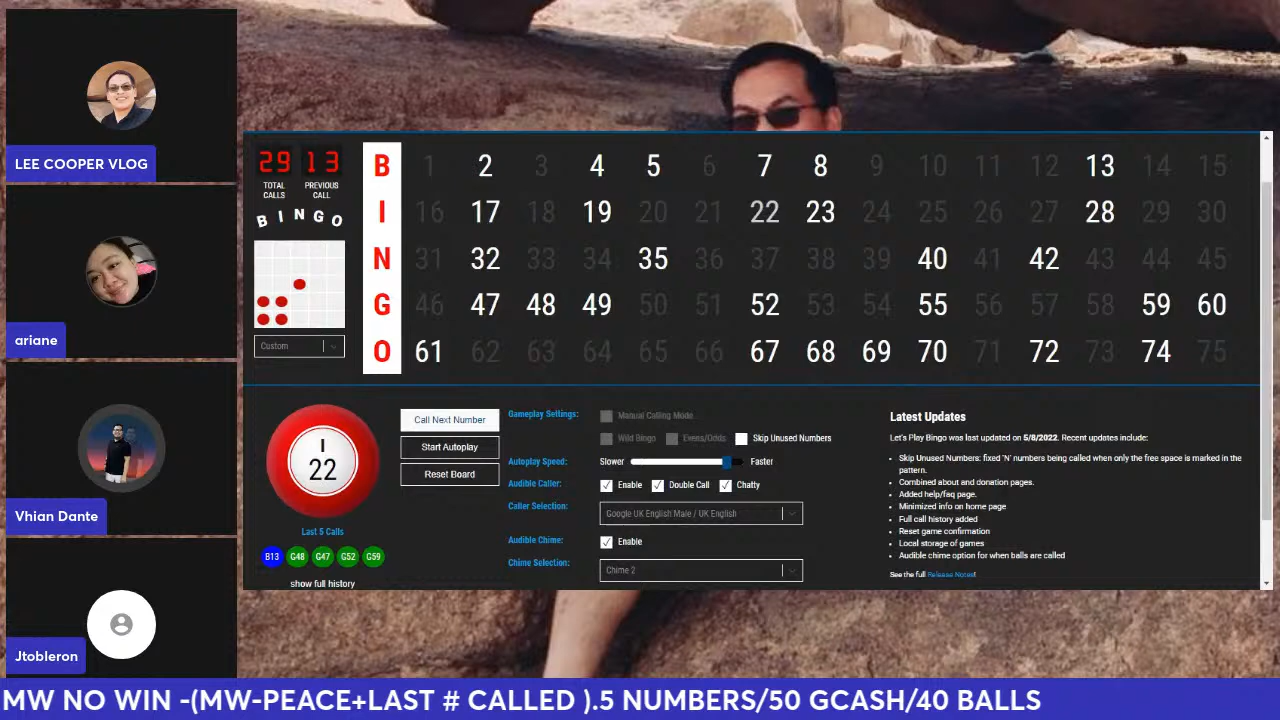 LEE COOPER VLOG
ariane
Vhian Dante
Jtobleron
29 13
TOTAL CALLS PREVIOUS CALL
B I N G O
Custom
B 1 2 3 4 5 6 7 8 9 10 11 12 13 14 15
I 16 17 18 19 20 21 22 23 24 25 26 27 28 29 30
N 31 32 33 34 35 36 37 38 39 40 41 42 43 44 45
G 46 47 48 49 50 51 52 53 54 55 56 57 58 59 60
O 61 62 63 64 65 66 67 68 69 70 71 72 73 74 75
I
22
Last 5 Calls
B13 G48 G47 G52 G59
show full history
Call Next Number
Start Autoplay
Reset Board
Gameplay Settings: Manual Calling Mode
Wild Bingo Evens/Odds Skip Unused Numbers
Autoplay Speed: Slower Faster
Audible Caller: Enable Double Call Chatty
Caller Selection: Google UK English Male / UK English
Audible Chime: Enable
Chime Selection: Chime 2
Latest Updates
Let's Play Bingo was last updated on 5/8/2022. Recent updates include:
Skip Unused Numbers: fixed 'N' numbers being called when only the free space is marked in the
pattern.
Combined about and donation pages.
Added help/faq page.
Minimized info on home page
Full call history added
Reset game confirmation
Local storage of games
Audible chime option for when balls are called
See the full Release Notes!
MW NO WIN -(MW-PEACE+LAST # CALLED ).5 NUMBERS/50 GCASH/40 BALLS